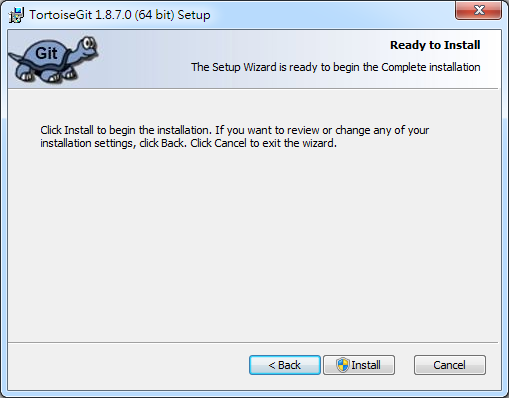 TortoiseGit 1.8.7.0 (64 bit) Setup
Git
Ready to Install
The Setup Wizard is ready to begin the Complete installation
Click Install to begin the installation. If you want to review or change any of your
installation settings, click Back. Click Cancel to exit the wizard.
< Back
Install
Cancel